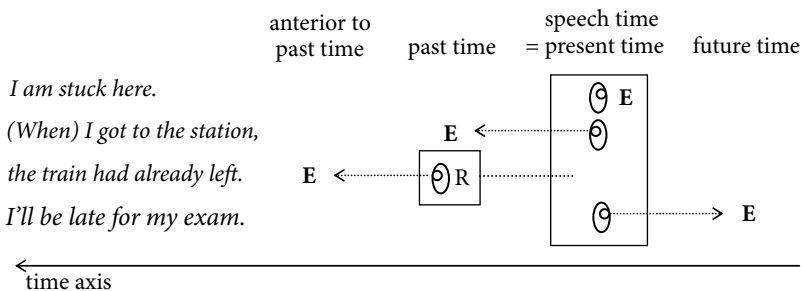 anterior to past time
past time
speech time = present time
future time
I am stuck here.
E
(When) I got to the station,
E
the train had already left.
E
R
I'll be late for my exam.
E
time axis